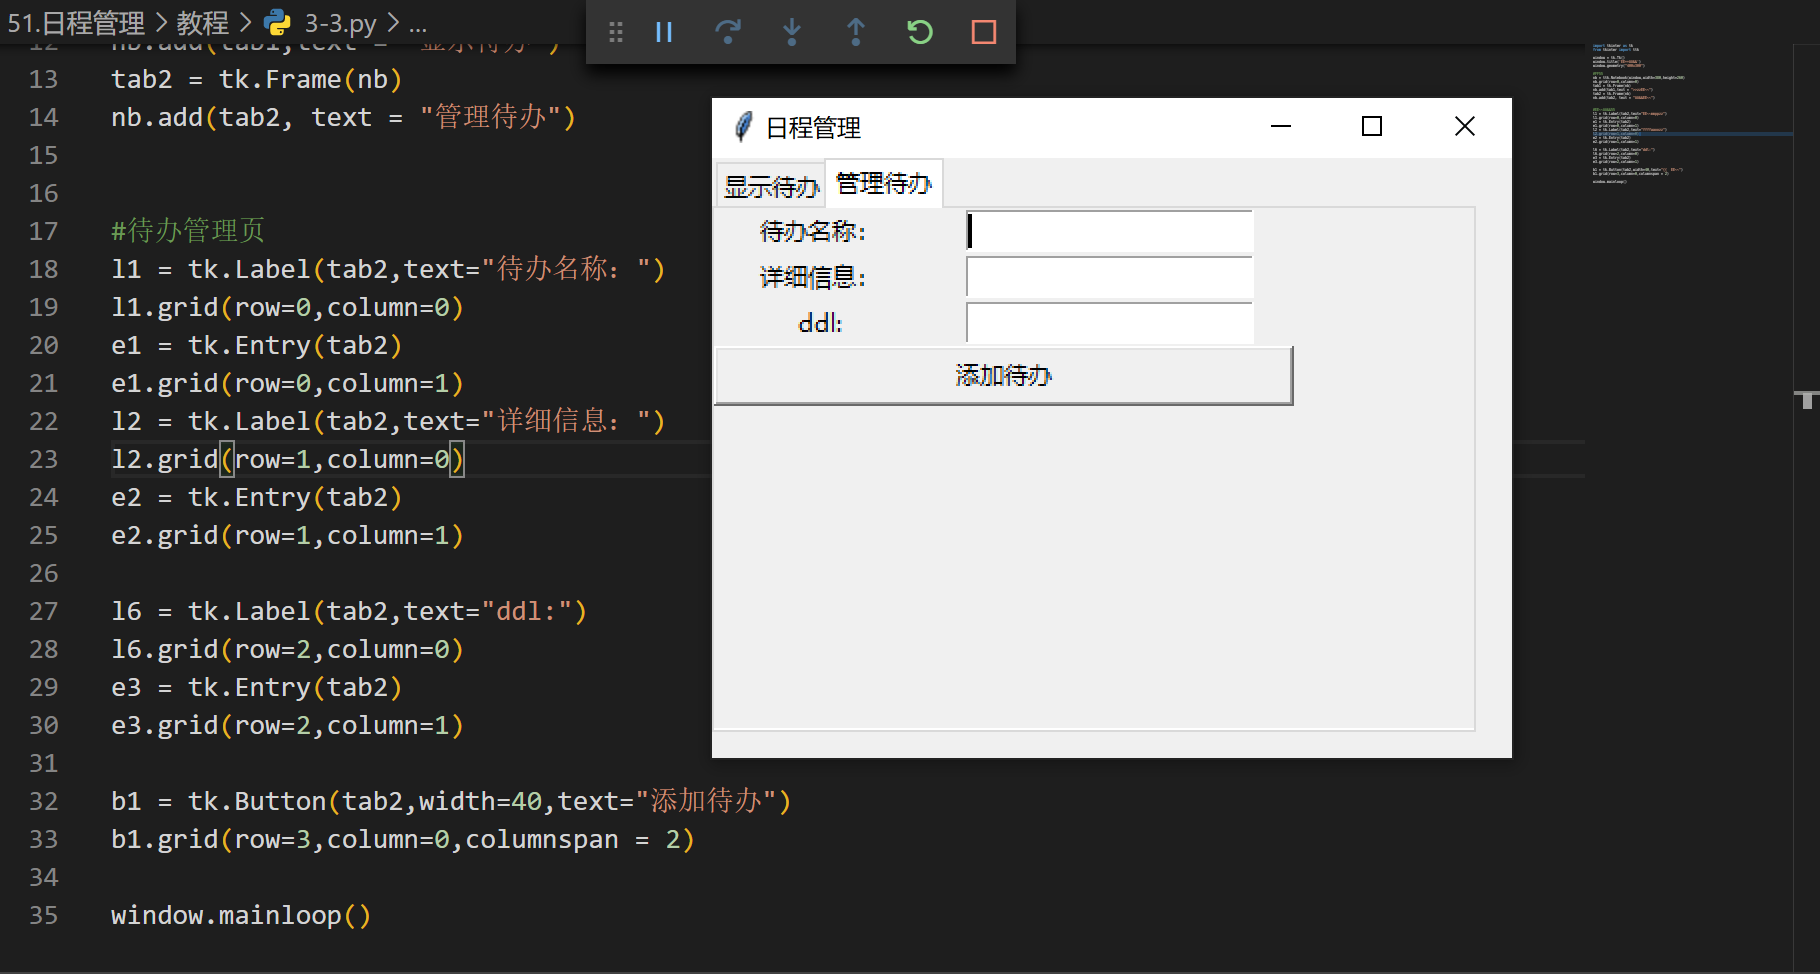 51.日程管理 > 教程 > 3-3.py > ...
12 nb.add(tab1,text = "显示待办")
13 tab2 = tk.Frame(nb)
14 nb.add(tab2, text = "管理待办")
15
16
17 #待办管理页
18 l1 = tk.Label(tab2,text="待办名称：")
19 l1.grid(row=0,column=0)
20 e1 = tk.Entry(tab2)
21 e1.grid(row=0,column=1)
22 l2 = tk.Label(tab2,text="详细信息：")
23 l2.grid(row=1,column=0)
24 e2 = tk.Entry(tab2)
25 e2.grid(row=1,column=1)
26
27 l6 = tk.Label(tab2,text="ddl:")
28 l6.grid(row=2,column=0)
29 e3 = tk.Entry(tab2)
30 e3.grid(row=2,column=1)
31
32 b1 = tk.Button(tab2,width=40,text="添加待办")
33 b1.grid(row=3,column=0,columnspan = 2)
34
35 window.mainloop()
日程管理
显示待办 管理待办
待办名称：
详细信息：
ddl:
添加待办